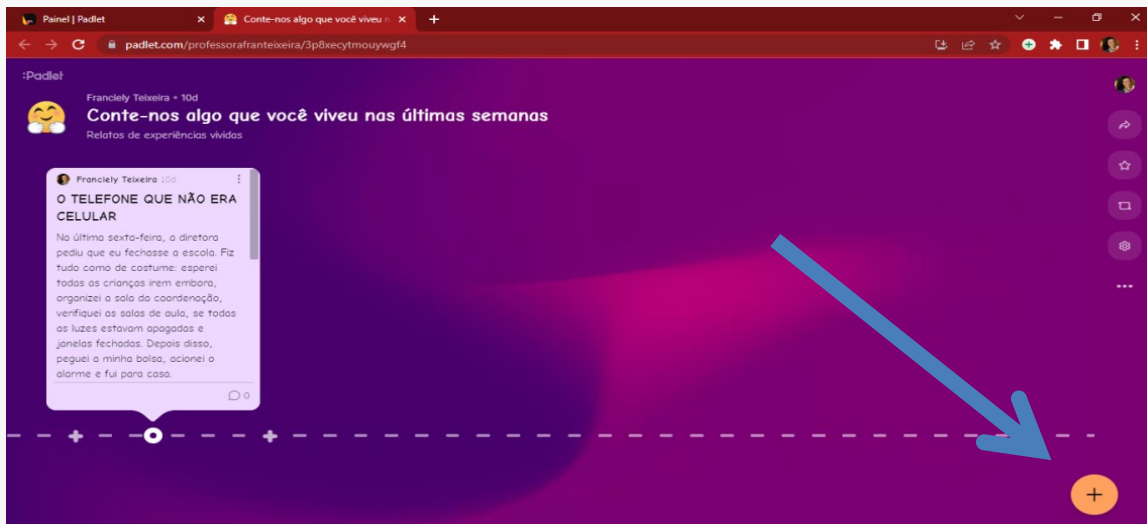 Painel | Padlet
Conte-nos algo que você viveu n
padlet.com/professorafranteixeira/3p8xecytmouywgf4
:Padlet
Franciely Teixeira • 10d
Conte-nos algo que você viveu nas últimas semanas
Relatos de experiências vividas
Franciely Teixeira 10d
O TELEFONE QUE NÃO ERA
CELULAR
Na última sexta-feira, a diretora
pediu que eu fechasse a escola. Fiz
tudo como de costume: esperei
todas as crianças irem embora,
organizei a sala da coordenação,
verifiquei as salas de aula, se todas
as luzes estavam apagadas e
janelas fechadas. Depois disso,
peguei a minha bolsa, acionei o
alarme e fui para casa.
0